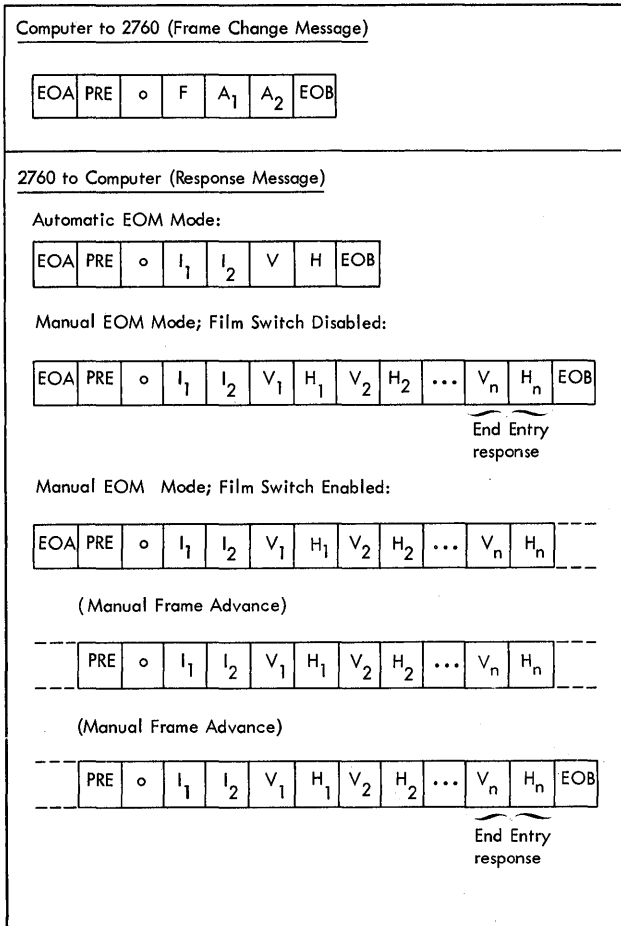 Computer to 2760 (Frame Change Message)
EOA PRE o F A1 A2 EOB
2760 to Computer (Response Message)
Automatic EOM Mode:
EOA PRE o I1 I2 V H EOB
Manual EOM Mode; Film Switch Disabled:
EOA PRE o I1 I2 V1 H1 V2 H2 ... Vn Hn EOB
End Entry
response
Manual EOM Mode; Film Switch Enabled:
EOA PRE o I1 I2 V1 H1 V2 H2 ... Vn Hn
(Manual Frame Advance)
PRE o I1 I2 V1 H1 V2 H2 ... Vn Hn
(Manual Frame Advance)
PRE o I1 I2 V1 H1 V2 H2 ... Vn Hn EOB
End Entry
response